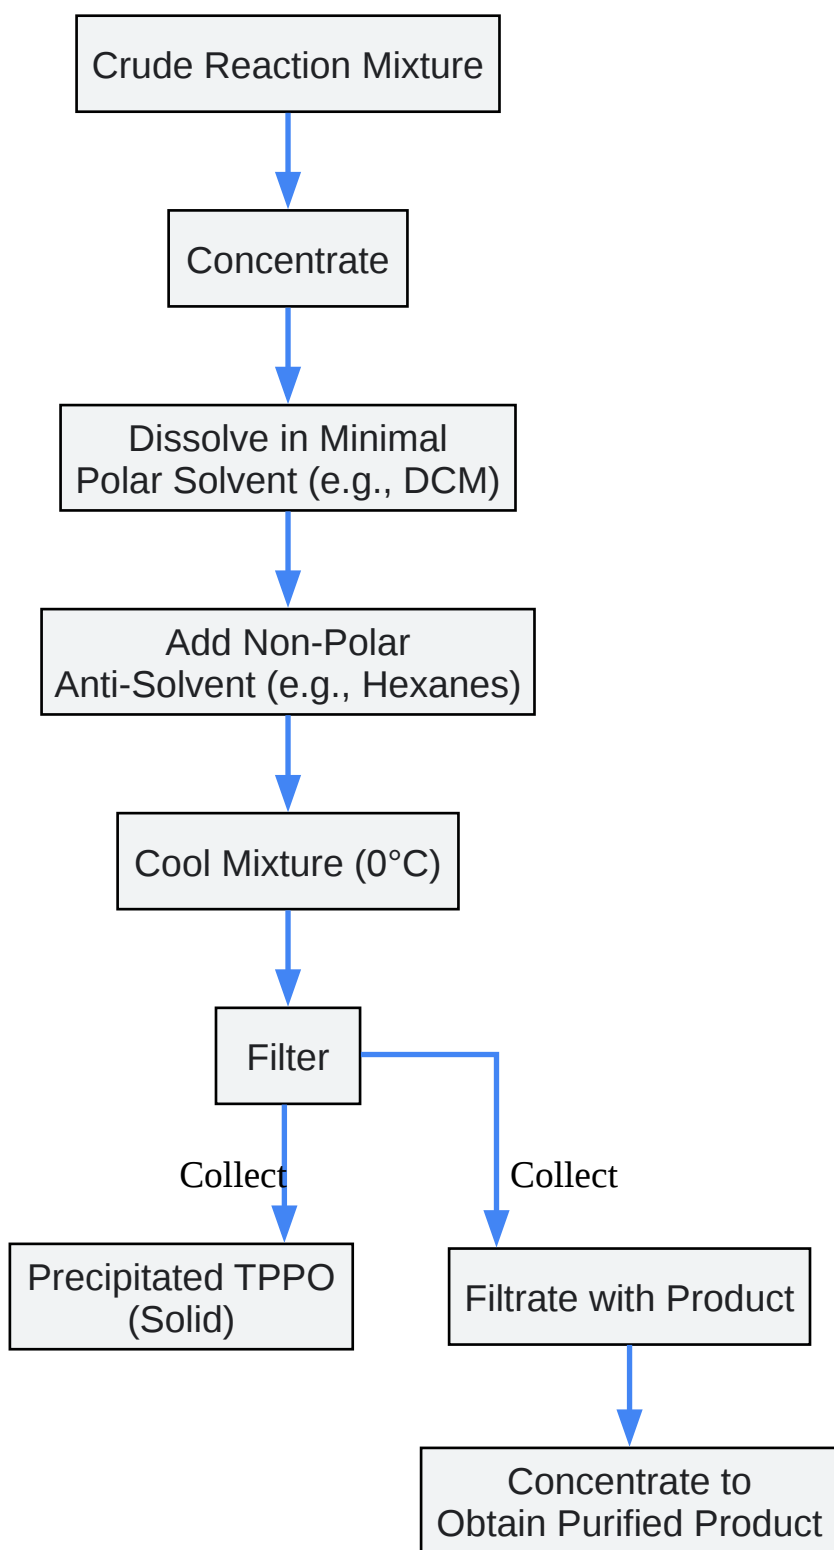 Crude Reaction Mixture
Concentrate
Dissolve in Minimal
Polar Solvent (e.g., DCM)
Add Non-Polar
Anti-Solvent (e.g., Hexanes)
Cool Mixture (0°C)
Filter
Collect
Collect
Precipitated TPPO
(Solid)
Filtrate with Product
Concentrate to
Obtain Purified Product